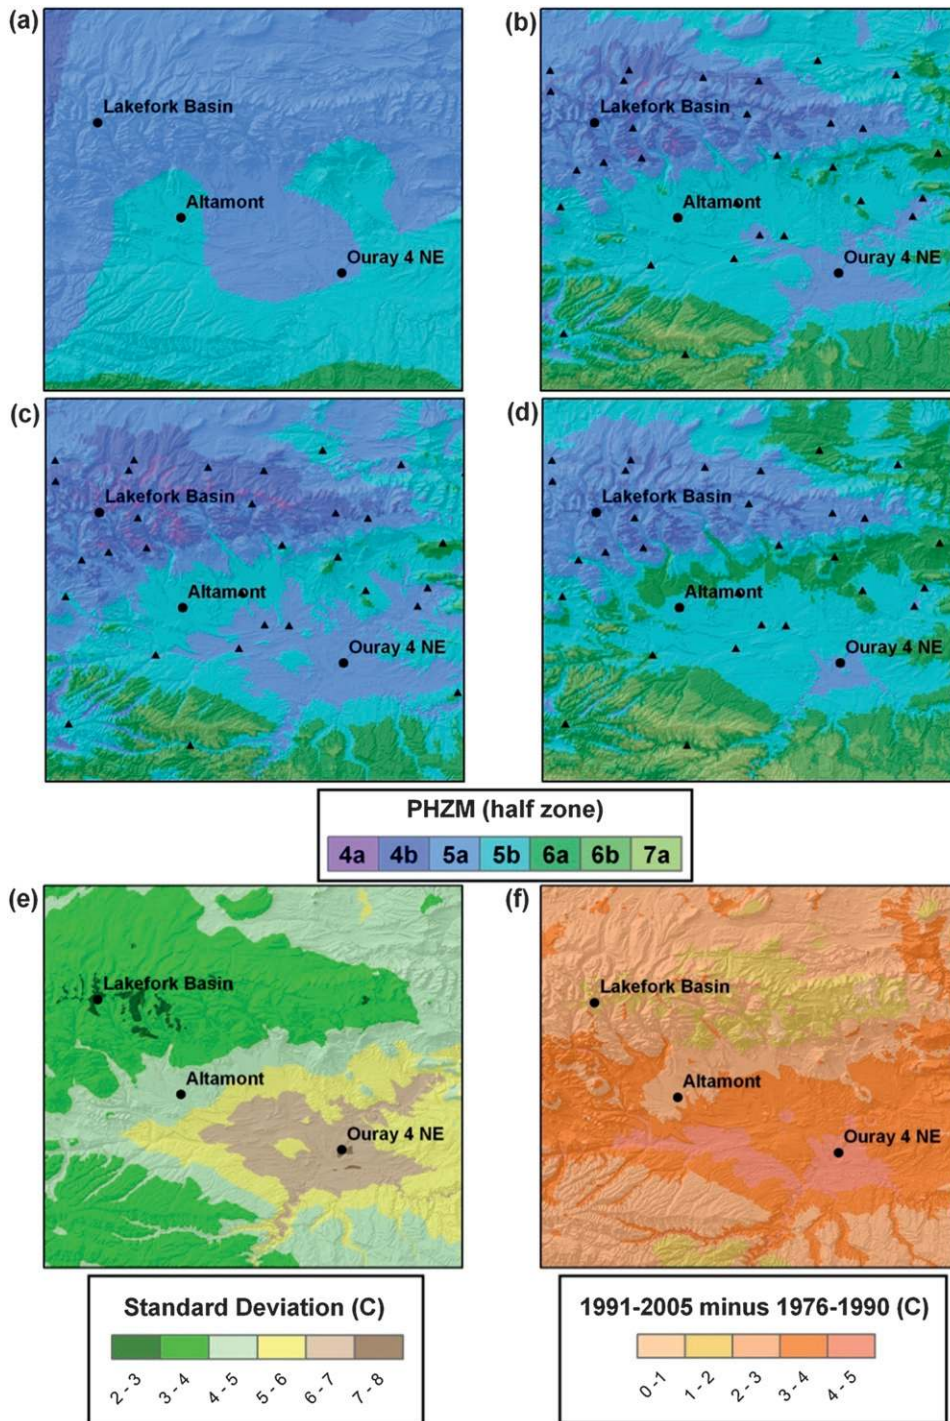 (a)
Lakefork Basin
Altamont
Ouray 4 NE
(b)
Lakefork Basin
Altamont
Ouray 4 NE
(c)
Lakefork Basin
Altamont
Ouray 4 NE
(d)
Lakefork Basin
Altamont
Ouray 4 NE
PHZM (half zone)
4a 4b 5a 5b 6a 6b 7a
(e)
Lakefork Basin
Altamont
Ouray 4 NE
(f)
Lakefork Basin
Altamont
Ouray 4 NE
Standard Deviation (C)
2 - 3 3 - 4 4 - 5 5 - 6 6 - 7 7 - 8
1991-2005 minus 1976-1990 (C)
0 - 1 1 - 2 2 - 3 3 - 4 4 - 5